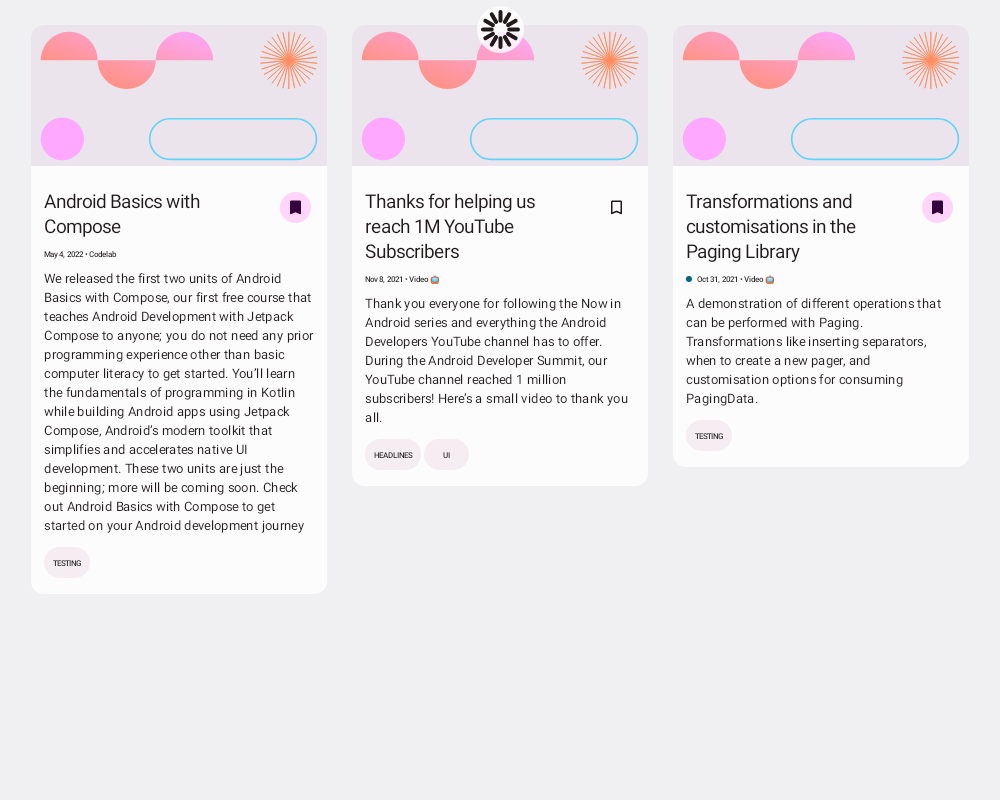 Android Basics with
Compose
May 4, 2022 • Codelab
We released the first two units of Android
Basics with Compose, our first free course that
teaches Android Development with Jetpack
Compose to anyone; you do not need any prior
programming experience other than basic
computer literacy to get started. You’ll learn
the fundamentals of programming in Kotlin
while building Android apps using Jetpack
Compose, Android’s modern toolkit that
simplifies and accelerates native UI
development. These two units are just the
beginning; more will be coming soon. Check
out Android Basics with Compose to get
started on your Android development journey
TESTING
Thanks for helping us
reach 1M YouTube
Subscribers
Nov 8, 2021 • Video 📺
Thank you everyone for following the Now in
Android series and everything the Android
Developers YouTube channel has to offer.
During the Android Developer Summit, our
YouTube channel reached 1 million
subscribers! Here’s a small video to thank you
all.
HEADLINES
UI
Transformations and
customisations in the
Paging Library
Oct 31, 2021 • Video 📺
A demonstration of different operations that
can be performed with Paging.
Transformations like inserting separators,
when to create a new pager, and
customisation options for consuming
PagingData.
TESTING